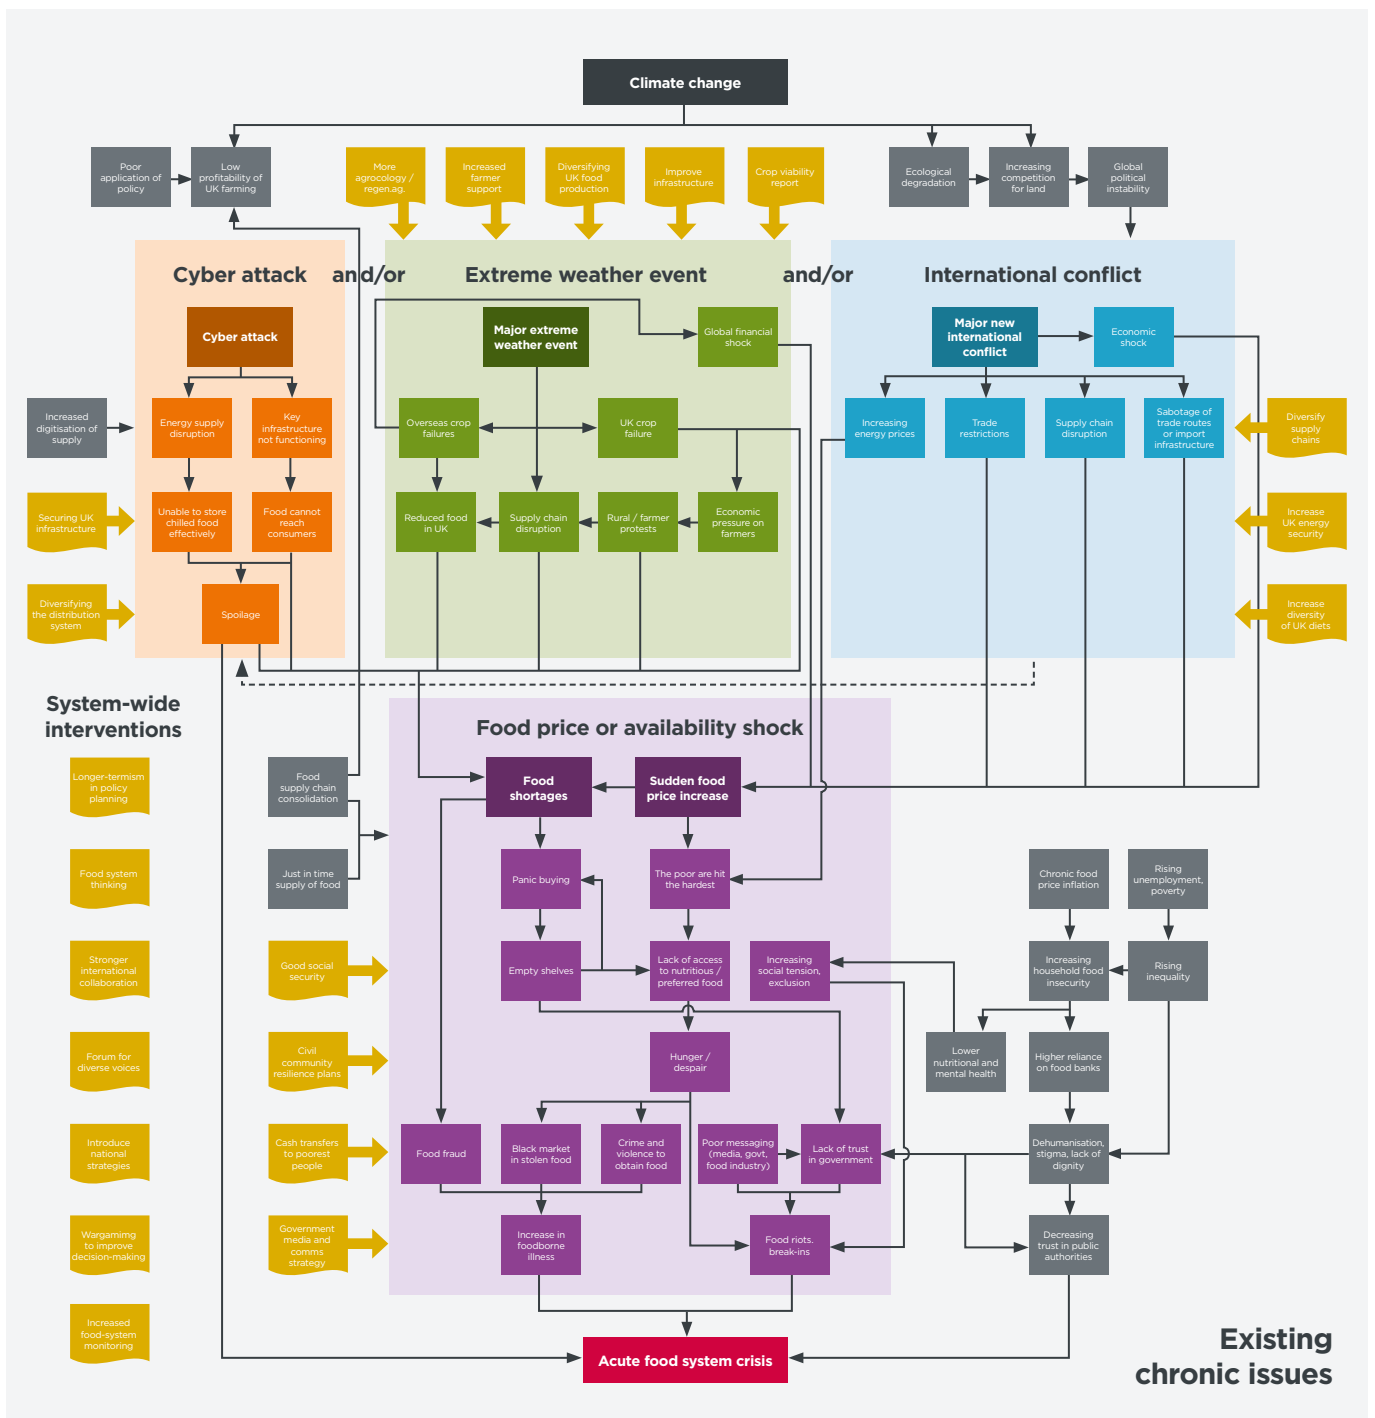 Climate change
Poor
application of
policy
Low
profitability of
UK farming
More
agrocology /
regen.ag.
Increased
farmer
support
Diversifying
UK food
production
Improve
infrastructure
Crop viability
report
Ecological
degradation
Increasing
competition
for land
Global
political
instability
Cyber attack
and/or
Extreme weather event
and/or
International conflict
Cyber attack
Major extreme
weather event
Global financial
shock
Major new
international
conflict
Economic
shock
Increased
digitisation of
supply
Energy supply
disruption
Key
infrastructure
not functioning
Overseas crop
failures
UK crop
failure
Increasing
energy prices
Trade
restrictions
Supply chain
disruption
Sabotage of
trade routes
or import
infrastructure
Diversify
supply
chains
Securing UK
infrastructure
Unable to store
chilled food
effectively
Food cannot
reach
consumers
Reduced food
in UK
Supply chain
disruption
Rural / farmer
protests
Economic
pressure on
farmers
Increase
UK energy
security
Diversifying
the distribution
system
Spoilage
Increase
diversity
of UK diets
System-wide
interventions
Food price or availability shock
Longer-termism
in policy
planning
Food
supply chain
consolidation
Food
shortages
Sudden food
price increase
Food system
thinking
Just in time
supply of food
Panic buying
The poor are hit
the hardest
Chronic food
price inflation
Rising
unemployment,
poverty
Stronger
international
collaboration
Good social
security
Empty shelves
Lack of access
to nutritious /
preferred food
Increasing
social tension,
exclusion
Increasing
household food
insecurity
Rising
inequality
Forum for
diverse voices
Civil
community
resilience plans
Hunger /
despair
Lower
nutritional and
mental health
Higher reliance
on food banks
Introduce
national
strategies
Cash transfers
to poorest
people
Food fraud
Black market
in stolen food
Crime and
violence to
obtain food
Poor messaging
(media, govt,
food industry)
Lack of trust
in government
Dehumanisation,
stigma, lack of
dignity
Wargamimg
to improve
decision-making
Government
media and
comms
strategy
Increase in
foodborne
illness
Food riots.
break-ins
Decreasing
trust in public
authorities
Increased
food-system
monitoring
Acute food system crisis
Existing
chronic issues